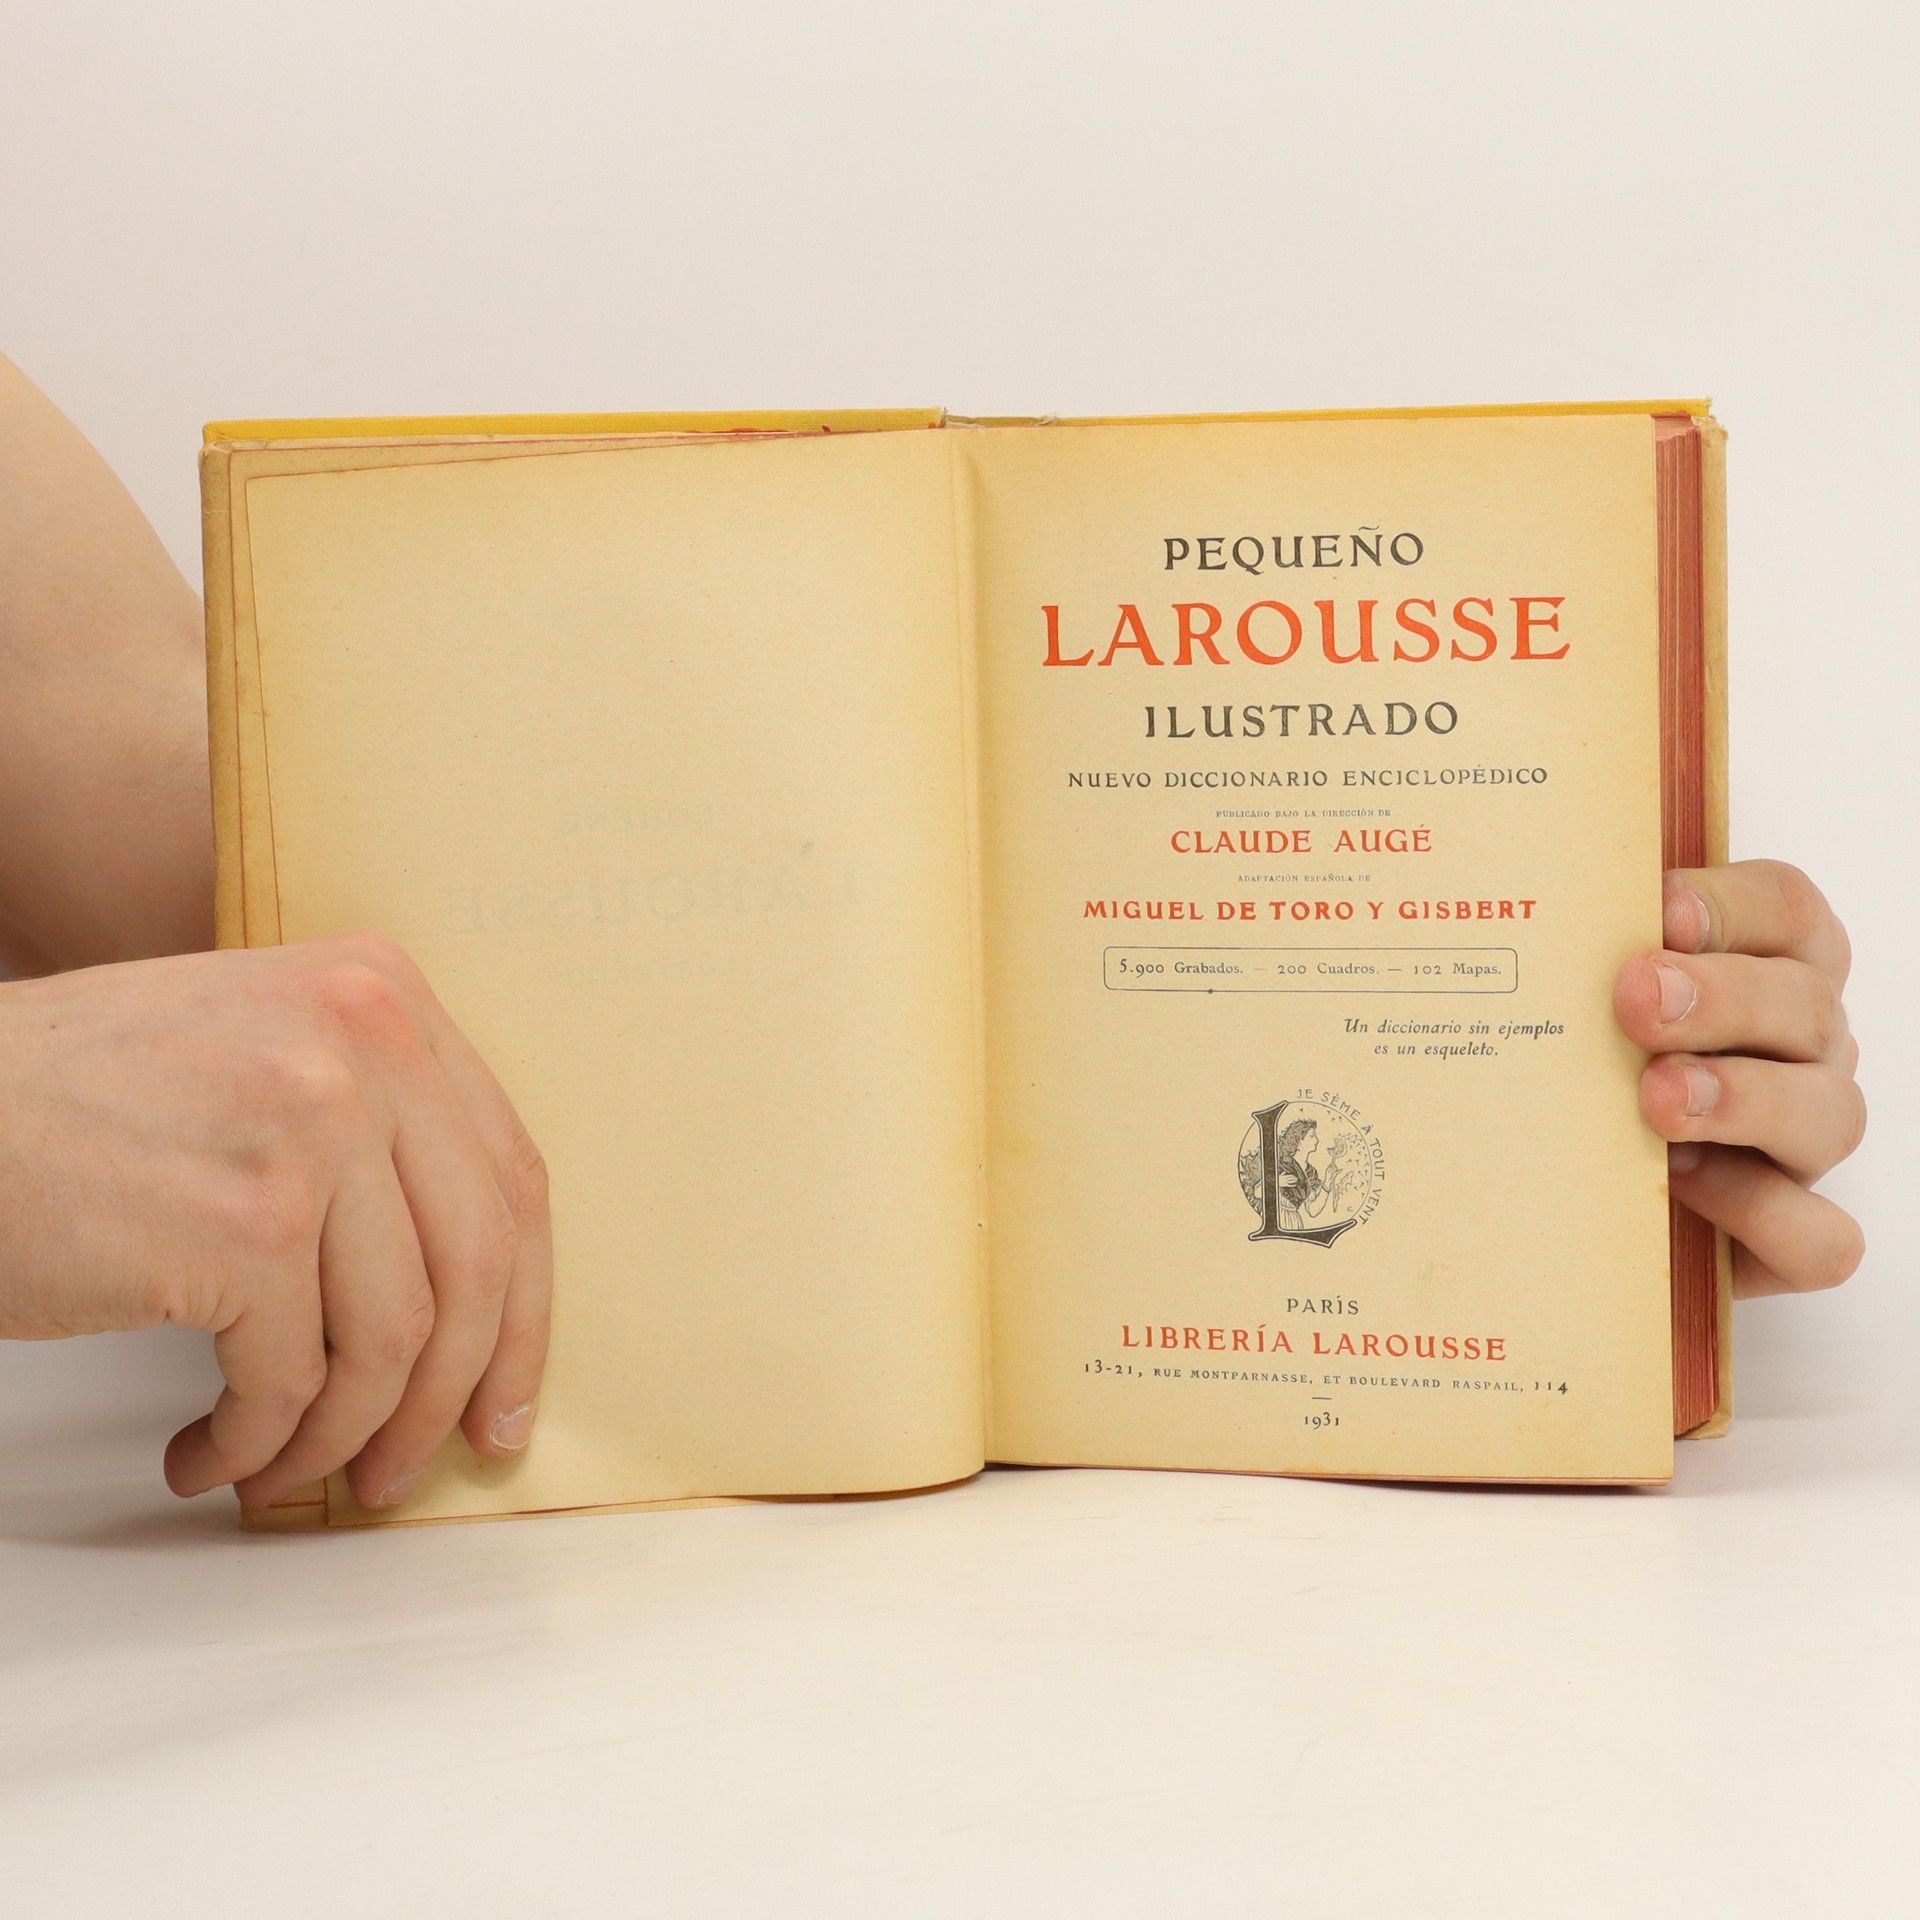 PEQUEÑO
LAROUSSE
ILUSTRADO
NUEVO DICCIONARIO ENCICLOPÉDICO
PUBLICADO BAJO LA DIRECCIÓN DE
CLAUDE AUGÉ
ADAPTACIÓN ESPAÑOLA DE
MIGUEL DE TORO Y GISBERT
5.900 Grabados. — 200 Cuadros. — 102 Mapas.
Un diccionario sin ejemplos
es un esqueleto.
JE SÈME À TOUT VENT
L
PARÍS
LIBRERÍA LAROUSSE
13-21, RUE MONTPARNASSE, ET BOULEVARD RASPAIL, 114
1931